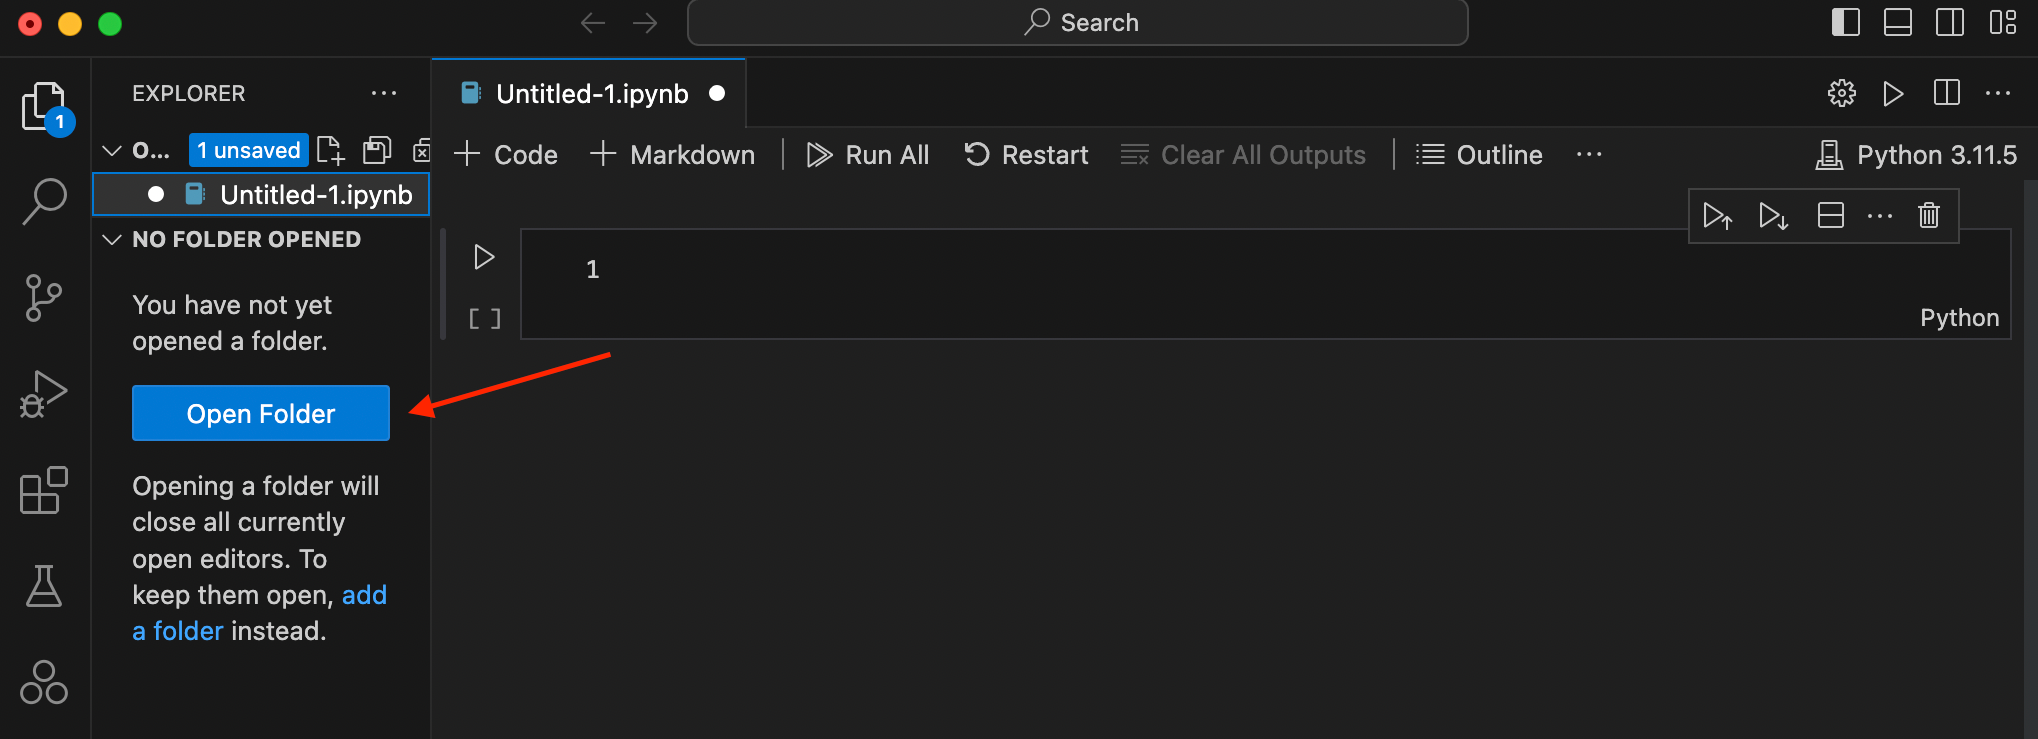 Search
EXPLORER
Untitled-1.ipynb
1
O... 1 unsaved
Code
Markdown
Run All
Restart
Clear All Outputs
Outline
Python 3.11.5
Untitled-1.ipynb
NO FOLDER OPENED
1
[ ]
Python
You have not yet
opened a folder.
Open Folder
Opening a folder will
close all currently
open editors. To
keep them open, add
a folder instead.